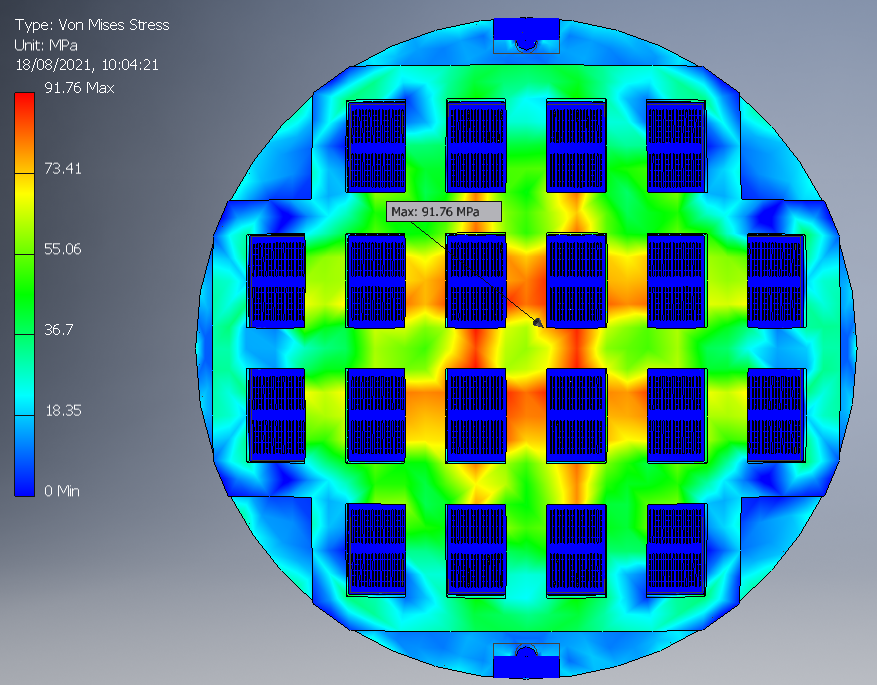 Type: Von Mises Stress
Unit: MPa
18/08/2021, 10:04:21
91.76 Max
73.41
55.06
36.7
18.35
0 Min
Max: 91.76 MPa